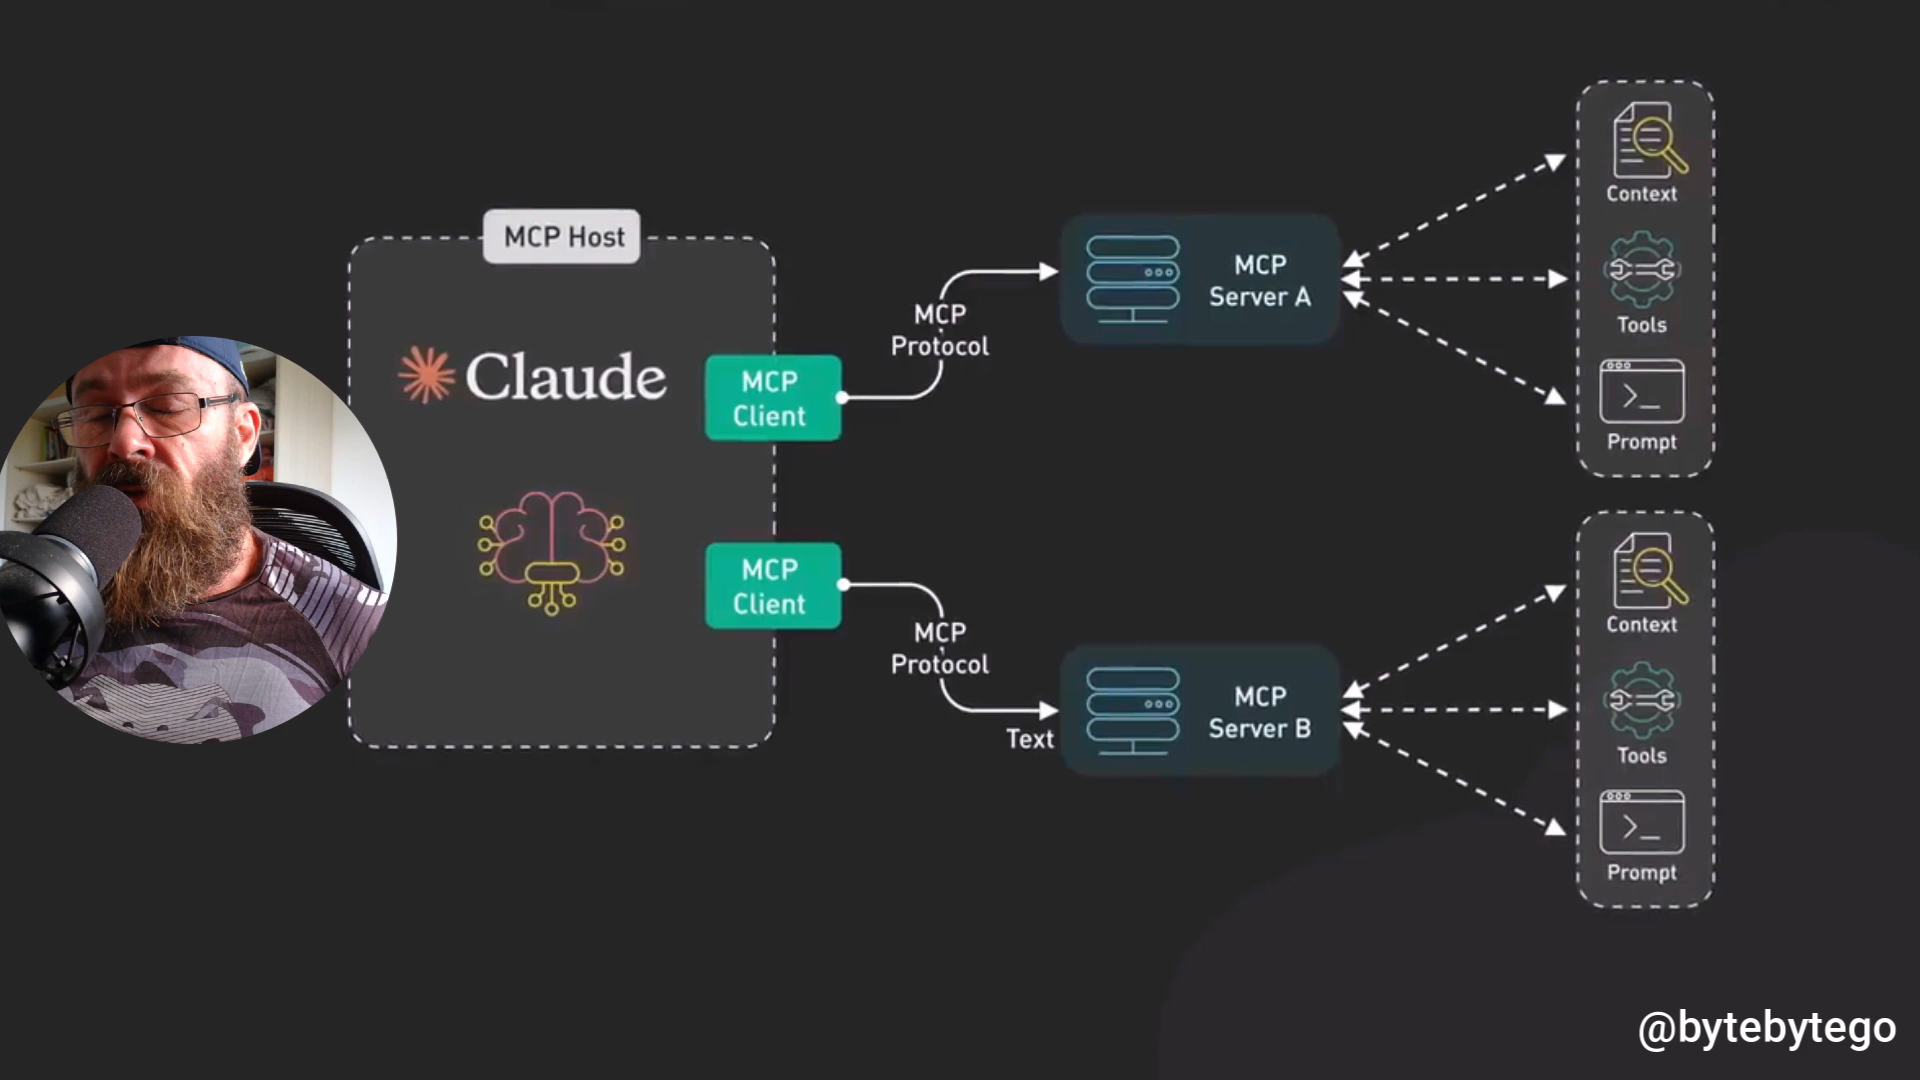 MCP Host
Claude
MCP
Client
MCP
Client
MCP
Protocol
MCP
Protocol
Text
MCP
Server A
MCP
Server B
Context
Tools
Prompt
Context
Tools
Prompt
@bytebytego